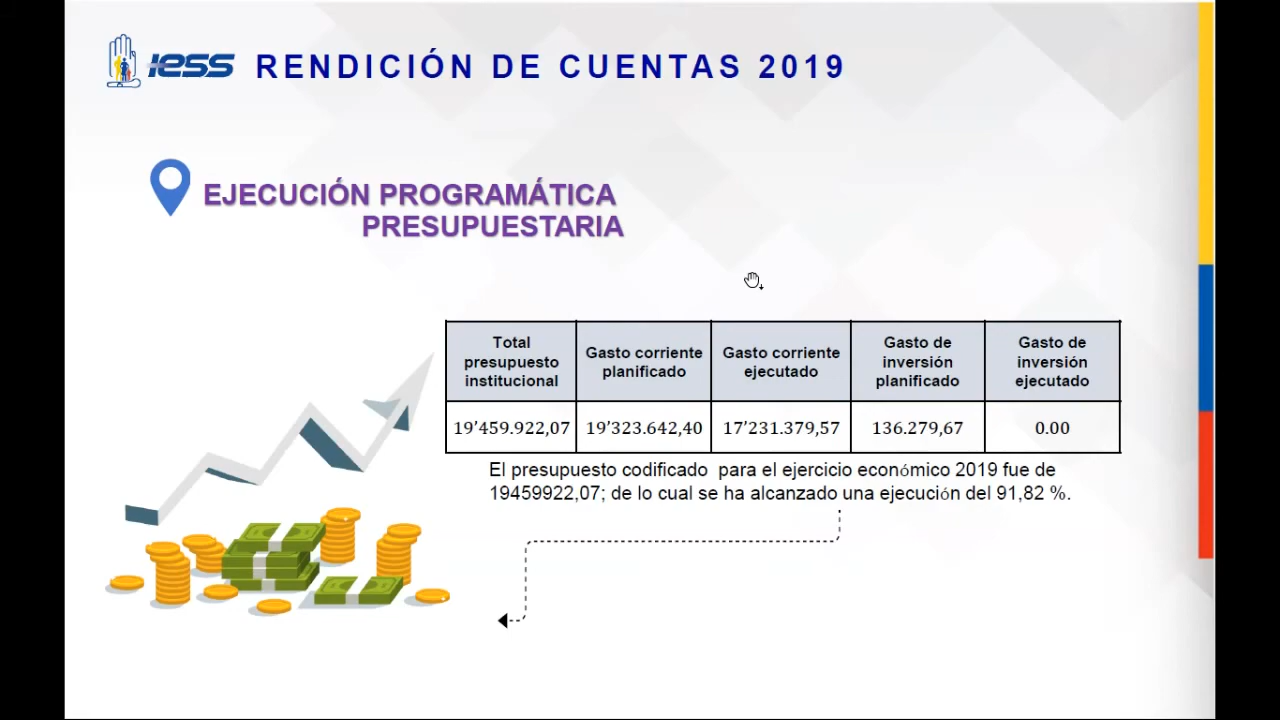 IESS RENDICIÓN DE CUENTAS 2019
EJECUCIÓN PROGRAMÁTICA
PRESUPUESTARIA
Total presupuesto institucional
Gasto corriente planificado
Gasto corriente ejecutado
Gasto de inversión planificado
Gasto de inversión ejecutado
19’459.922,07 19’323.642,40 17’231.379,57 136.279,67 0.00
El presupuesto codificado para el ejercicio económico 2019 fue de
19459922,07; de lo cual se ha alcanzado una ejecución del 91,82 %.